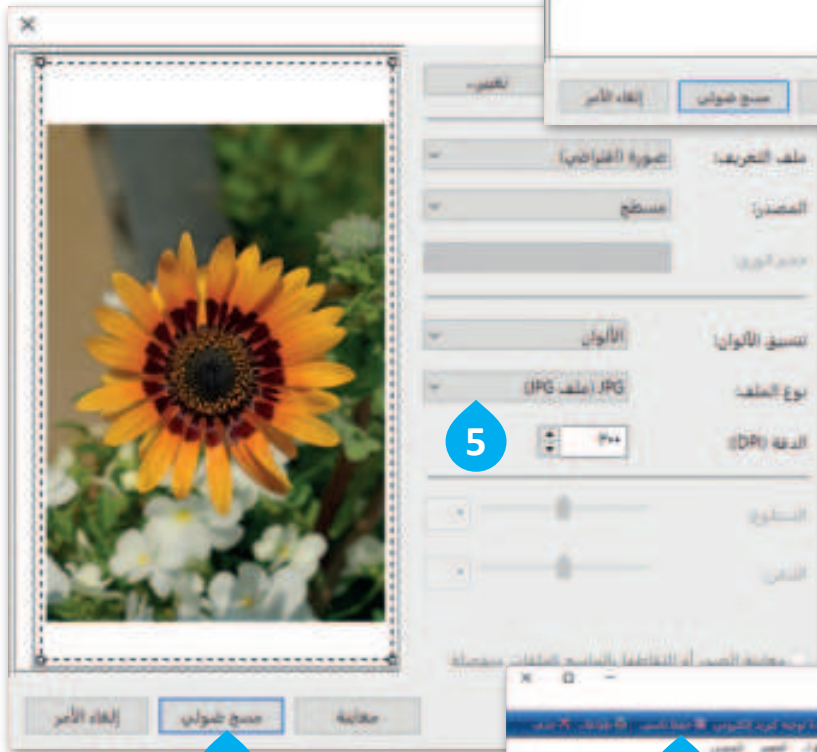 إلغاء الأمر
مسح ضوئي
تغيير...
ملف التعريف:
صورة (افتراضي)
المصدر:
مسطح
حجم الورق:
تنسيق الألوان:
الألوان
نوع الملف:
JPG (ملف JPG)
5
الدقة (DPI):
٣٠٠
السطوع:
التباين:
معاينة
مسح ضوئي
إلغاء الأمر